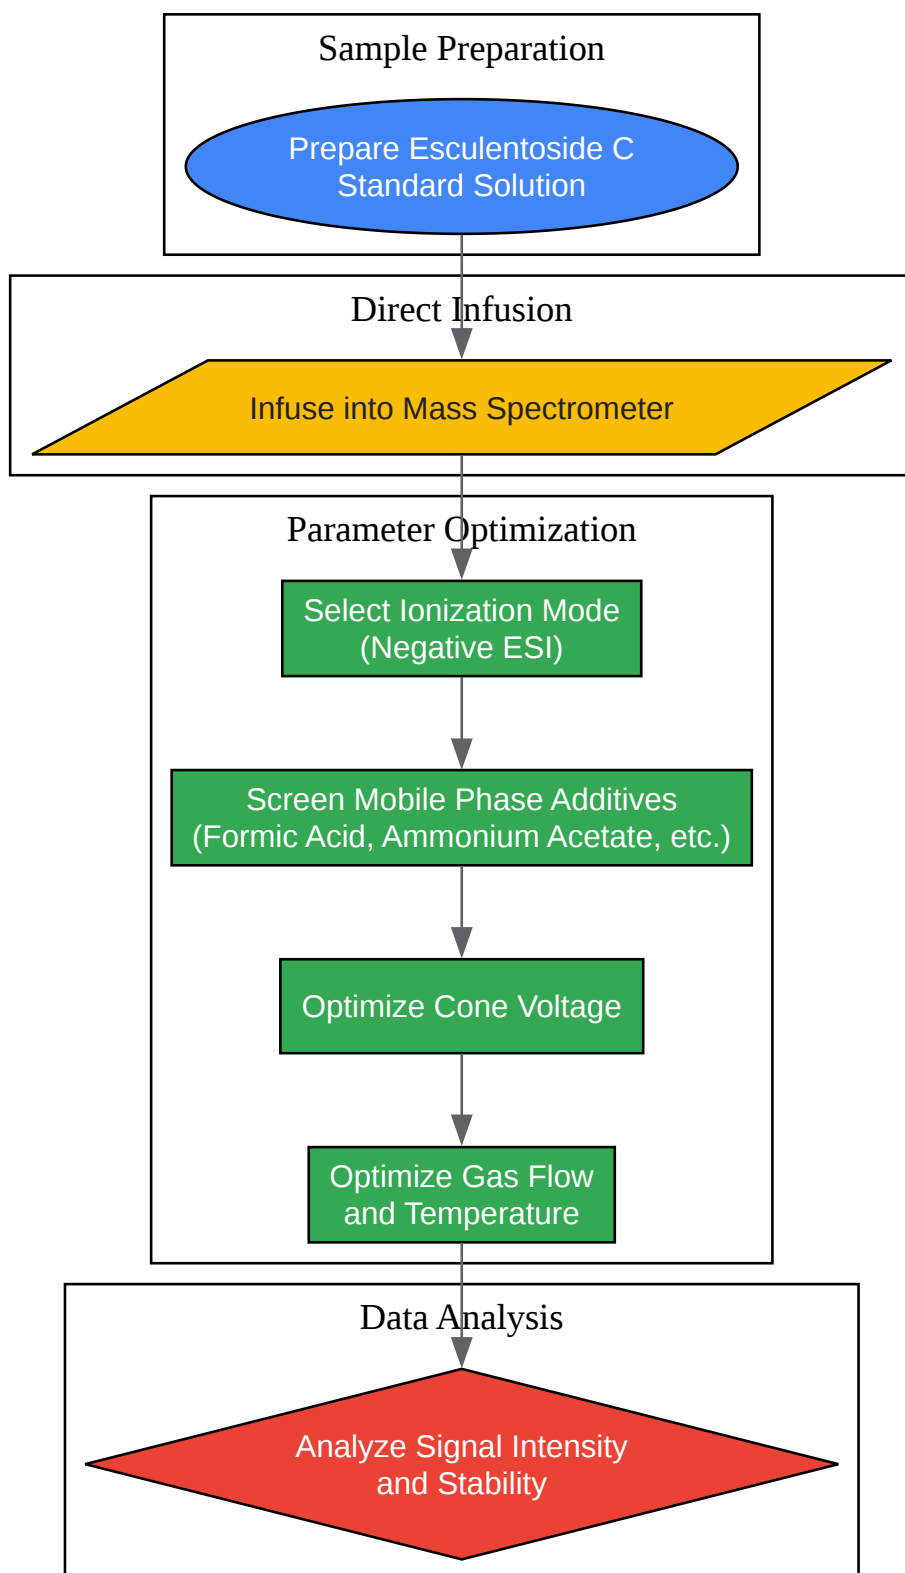 Sample Preparation
Prepare Esculentoside C
Standard Solution
Direct Infusion
Infuse into Mass Spectrometer
Parameter Optimization
Select Ionization Mode
(Negative ESI)
Screen Mobile Phase Additives
(Formic Acid, Ammonium Acetate, etc.)
Optimize Cone Voltage
Optimize Gas Flow
and Temperature
Data Analysis
Analyze Signal Intensity
and Stability